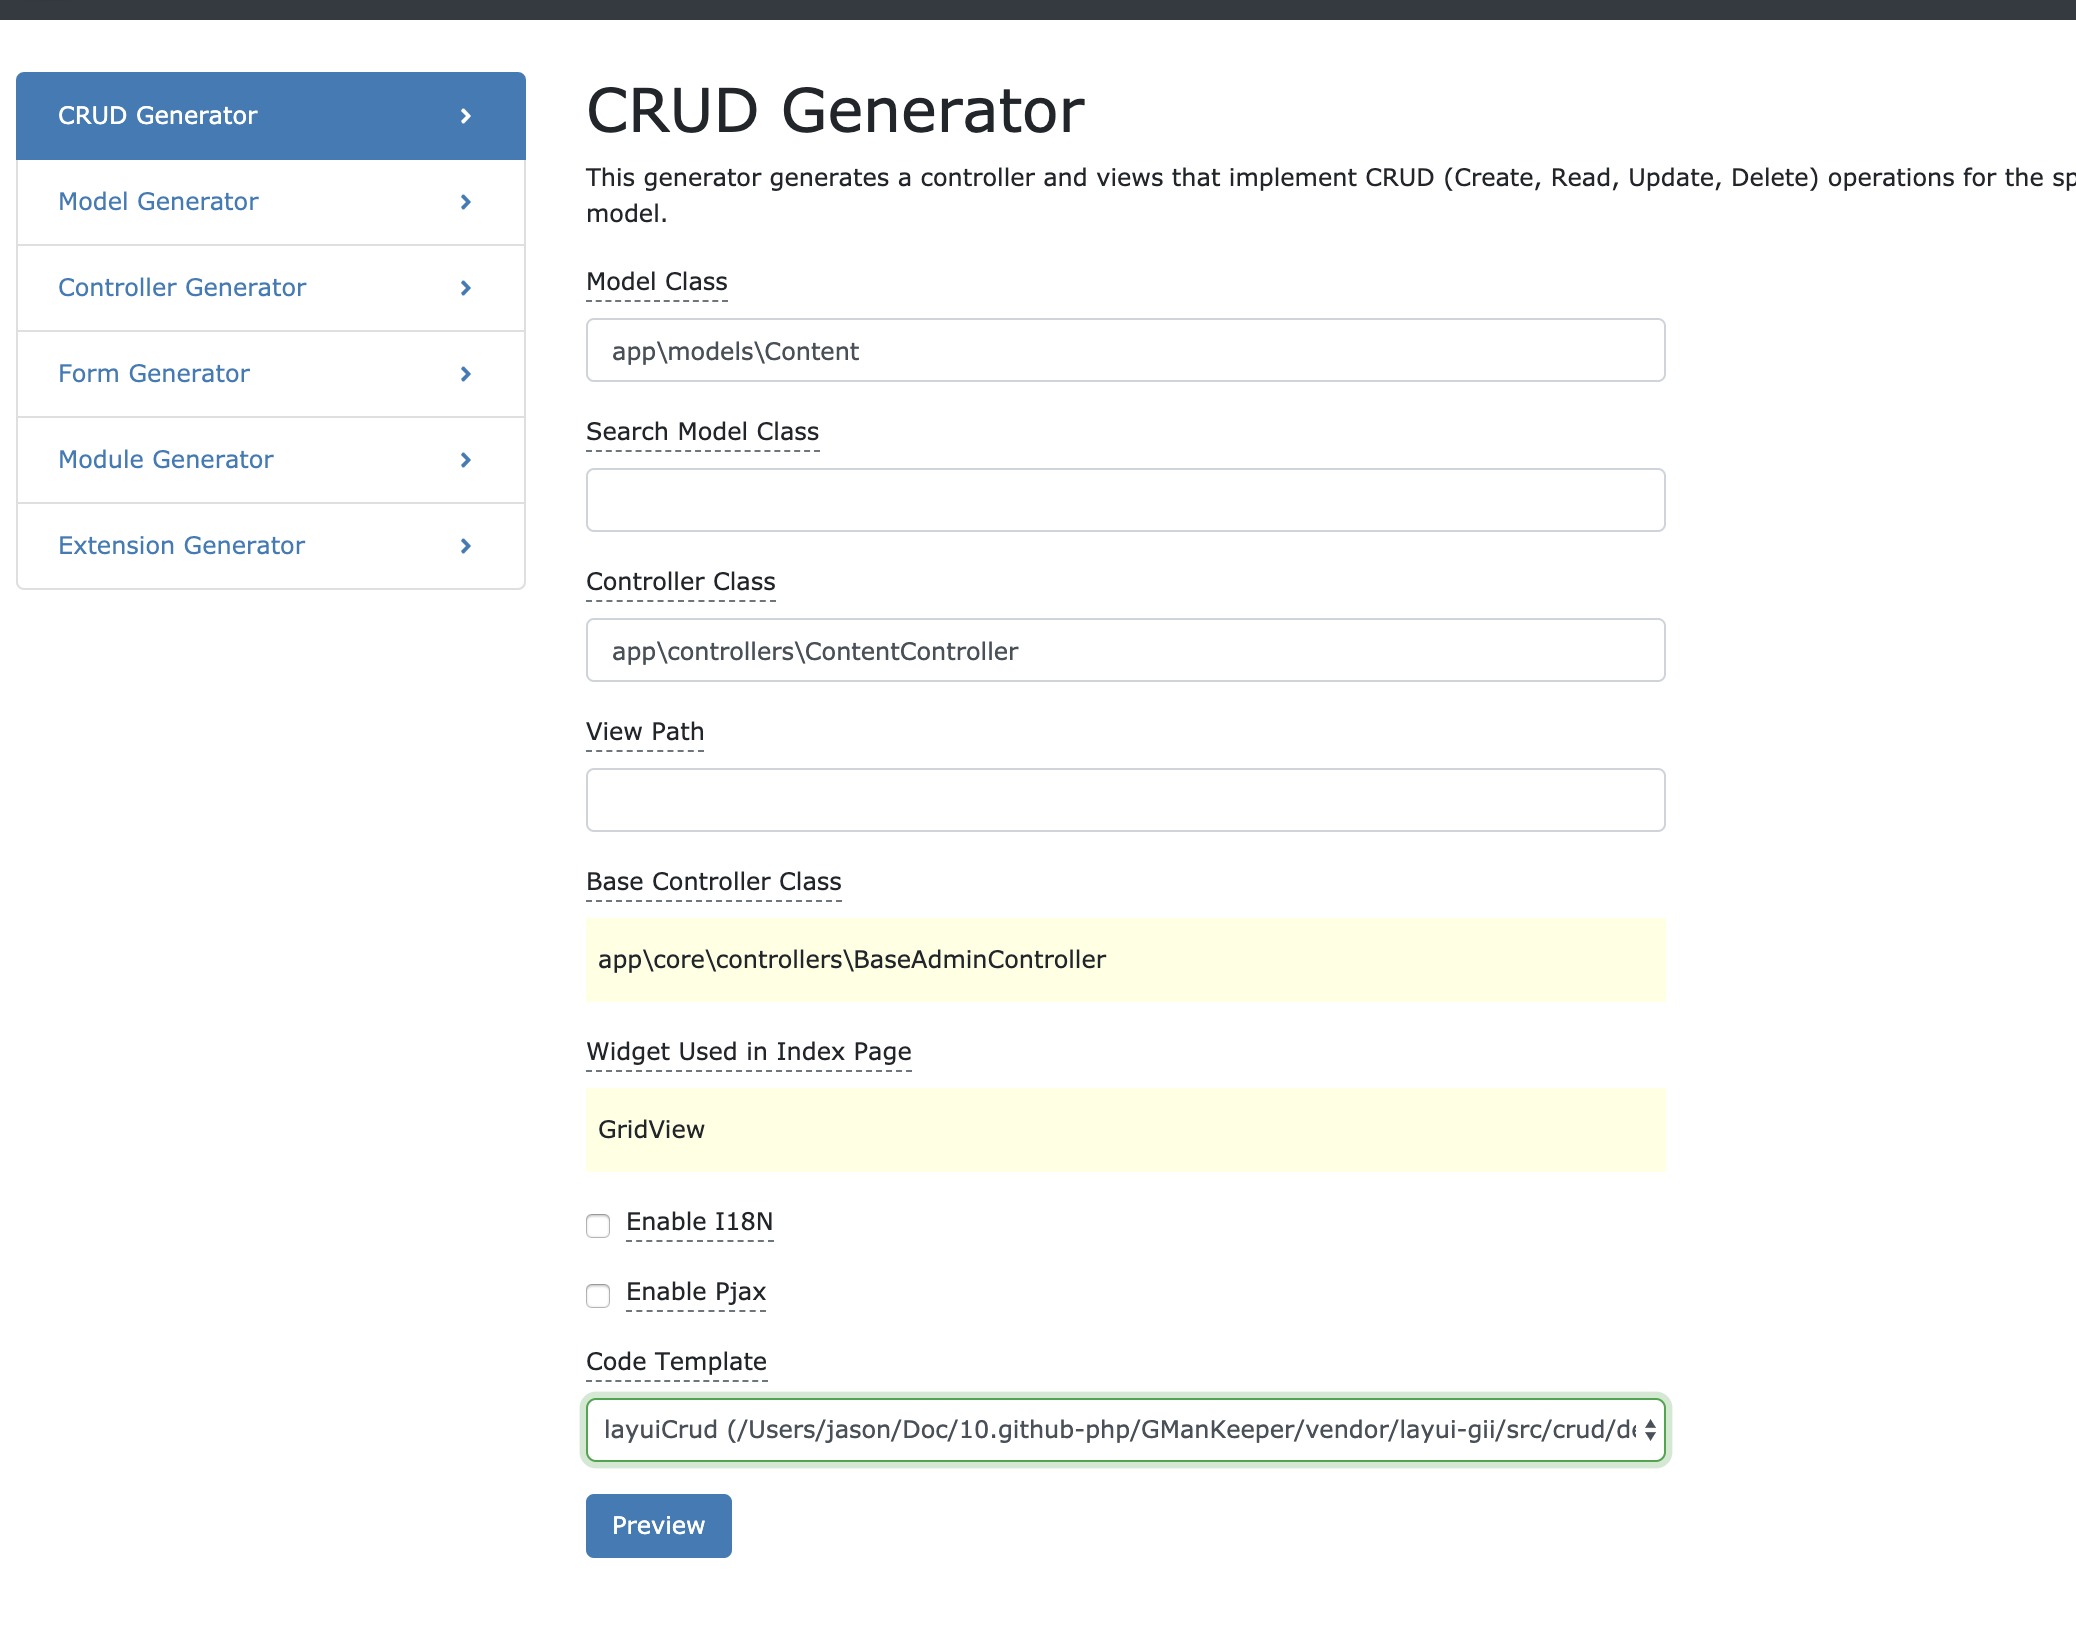 CRUD Generator
Model Generator
Controller Generator
Form Generator
Module Generator
Extension Generator
CRUD Generator
This generator generates a controller and views that implement CRUD (Create, Read, Update, Delete) operations for the
model.
Model Class
app\models\Content
Search Model Class
Controller Class
app\controllers\ContentController
View Path
Base Controller Class
app\core\controllers\BaseAdminController
Widget Used in Index Page
GridView
Enable I18N
Enable Pjax
Code Template
layuiCrud (/Users/jason/Doc/10.github-php/GManKeeper/vendor/layui-gii/src/crud/de
Preview